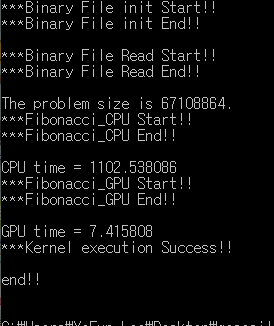 ***Binary File init Start!!
***Binary File init End!!
***Binary File Read Start!!
***Binary File Read End!!
The problem size is 67108864.
***Fibonacci_CPU Start!!
***Fibonacci_CPU End!!
CPU time = 1102.538086
***Fibonacci_GPU Start!!
***Fibonacci_GPU End!!
GPU time = 7.415808
***Kernel execution Success!!
end!!